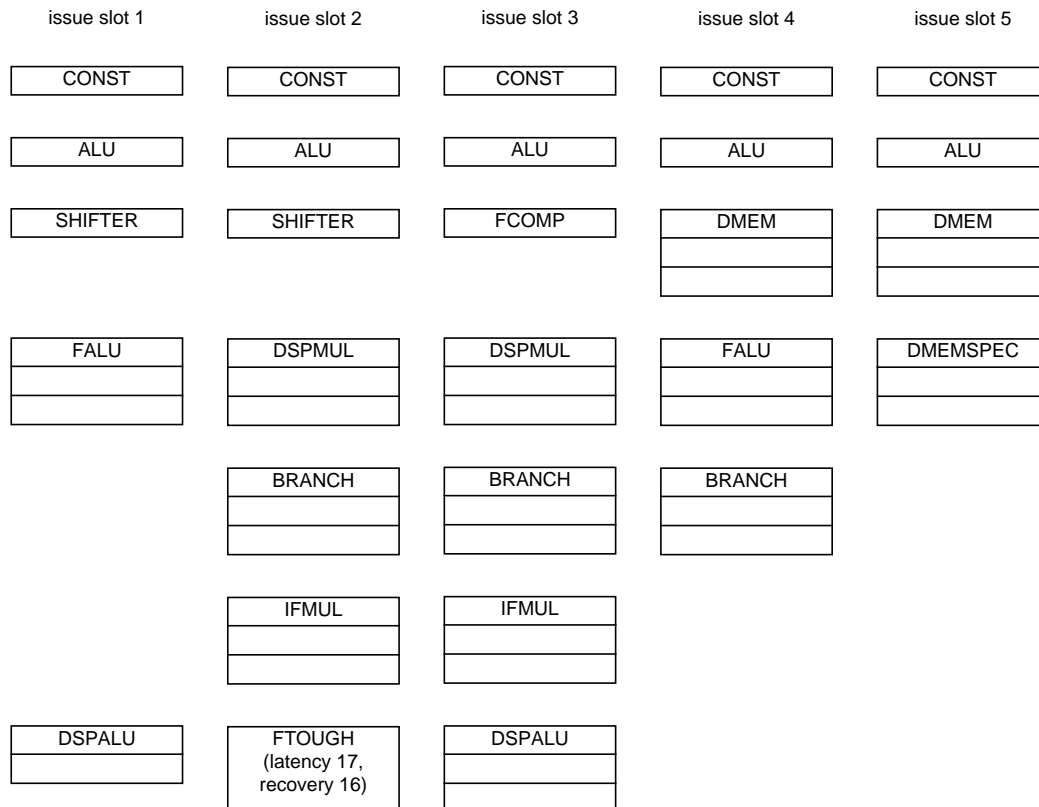 issue slot 1 issue slot 2 issue slot 3 issue slot 4 issue slot 5
CONST CONST CONST CONST CONST
ALU ALU ALU ALU ALU
SHIFTER SHIFTER FCOMP DMEM DMEM
FALU DSPMUL DSPMUL FALU DMEMSPEC
BRANCH BRANCH BRANCH
IFMUL IFMUL
DSPALU FTOUGH DSPALU
(latency 17,
recovery 16)